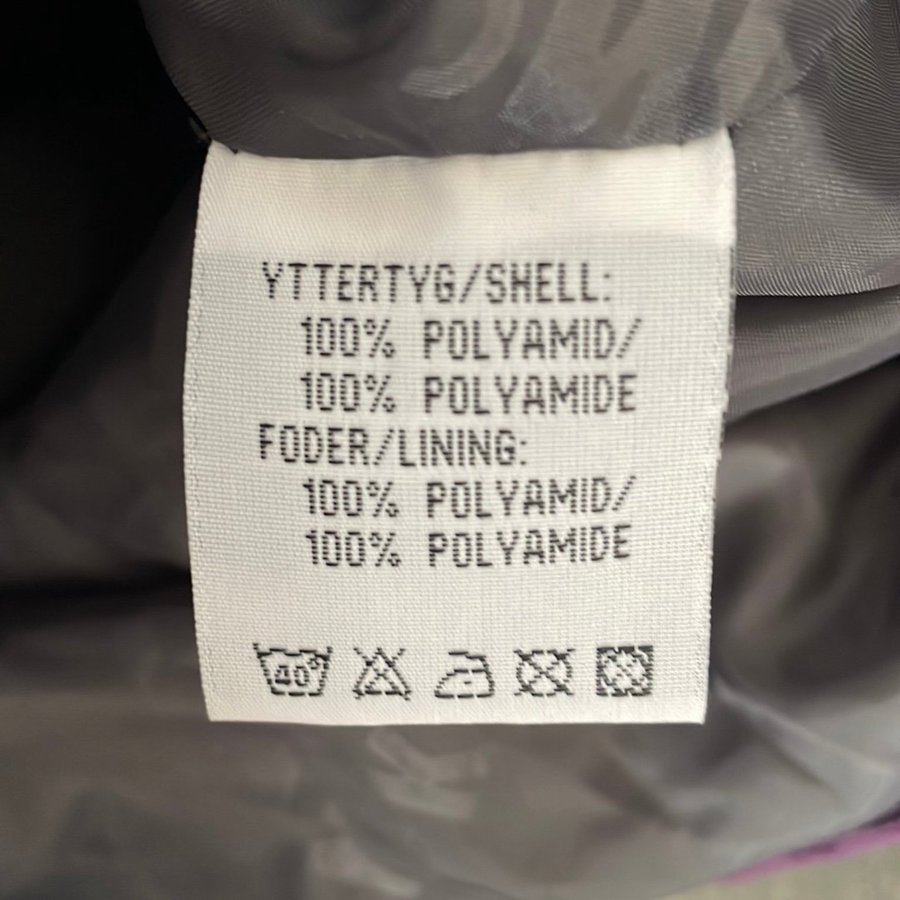 YTTERTYG/SHELL:
100% POLYAMID/
100% POLYAMIDE
FODER/LINING:
100% POLYAMID/
100% POLYAMIDE
40°